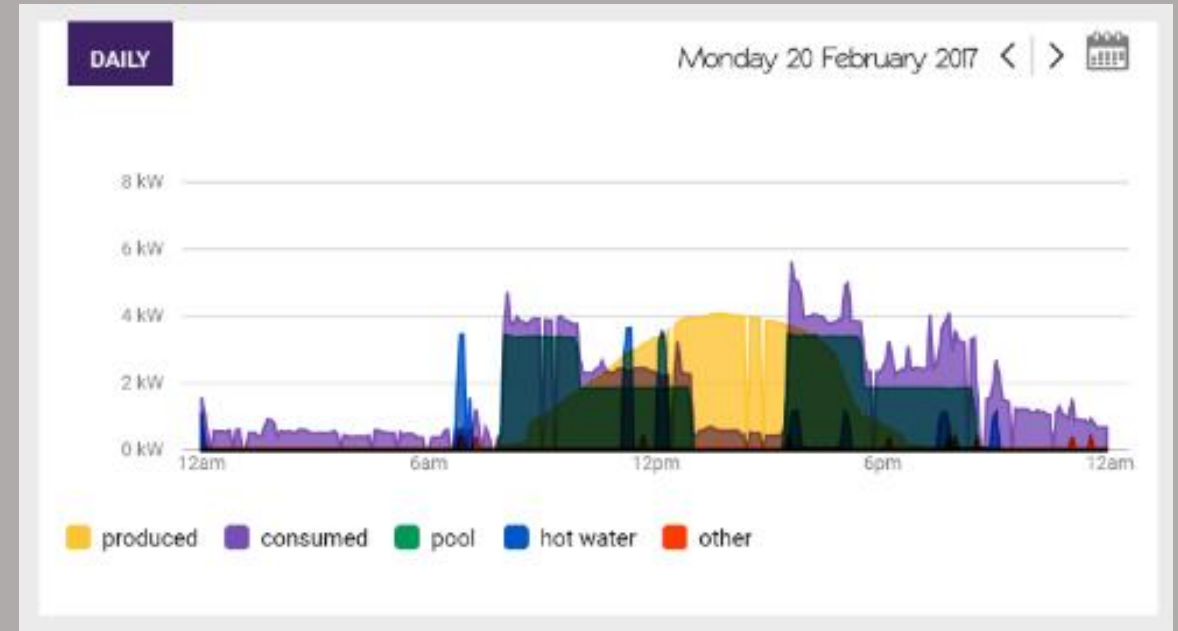 DAILY
Monday 20 February 2017
8 kW
6 kW
4 kW
2 kW
0 kW
12am 6am 12pm 6pm 12am
produced consumed pool hot water other